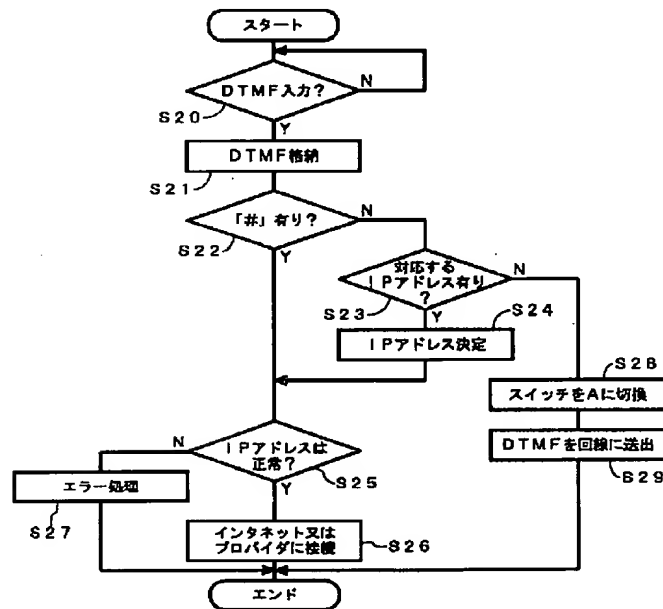 スタート
DTMF入力?
N
S20
Y
DTMF格納
S21
「#」有り?
N
S22
Y
対応する
IPアドレス有り
?
N
S23
Y
S24
IPアドレス決定
S28
スイッチをAに切換
DTMFを回線に送出
S29
N
IPアドレスは
正常?
S25
Y
エラー処理
S27
インタネット又は
プロバイダに接続
S26
エンド